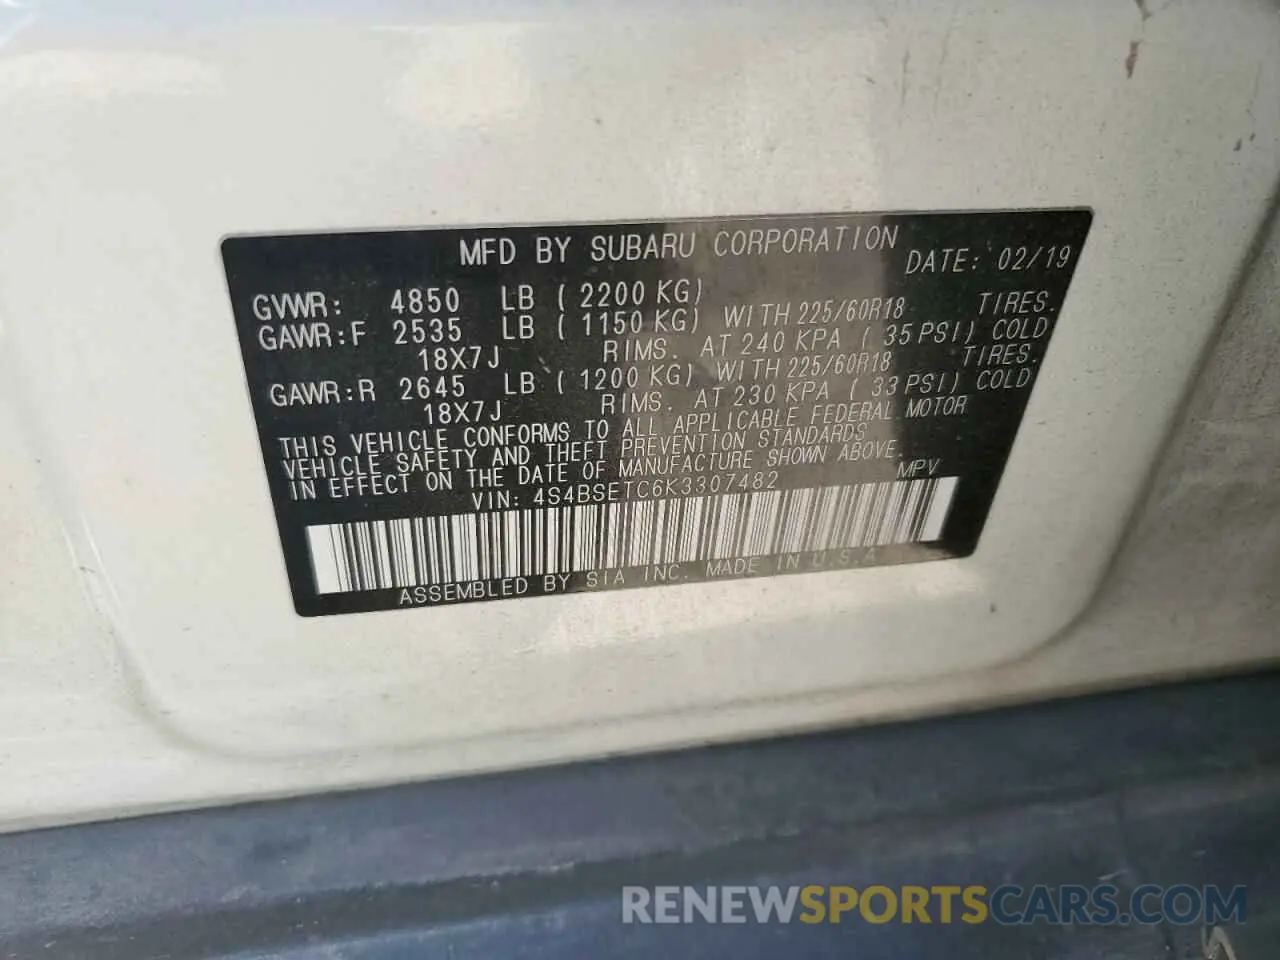 MFD BY SUBARU CORPORATION DATE: 02/19
GVWR: 4850 LB ( 2200 KG)
GAWR:F 2535 LB ( 1150 KG) WITH 225/60R18 TIRES.
18X7J RIMS. AT 240 KPA ( 35 PSI) COLD
GAWR:R 2645 LB ( 1200 KG) WITH 225/60R18 TIRES.
18X7J RIMS. AT 230 KPA ( 33 PSI) COLD
THIS VEHICLE CONFORMS TO ALL APPLICABLE FEDERAL MOTOR
VEHICLE SAFETY AND THEFT PREVENTION STANDARDS
IN EFFECT ON THE DATE OF MANUFACTURE SHOWN ABOVE.
VIN: 4S4BSETC6K3307482 MPV
ASSEMBLED BY SIA INC. MADE IN U.S.A
RENEWSPORTSCARS.COM